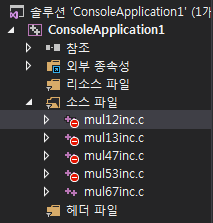 솔루션 'ConsoleApplication1' (1개
ConsoleApplication1
참조
외부 종속성
리소스 파일
소스 파일
mul12inc.c
mul13inc.c
mul47inc.c
mul53inc.c
mul67inc.c
헤더 파일